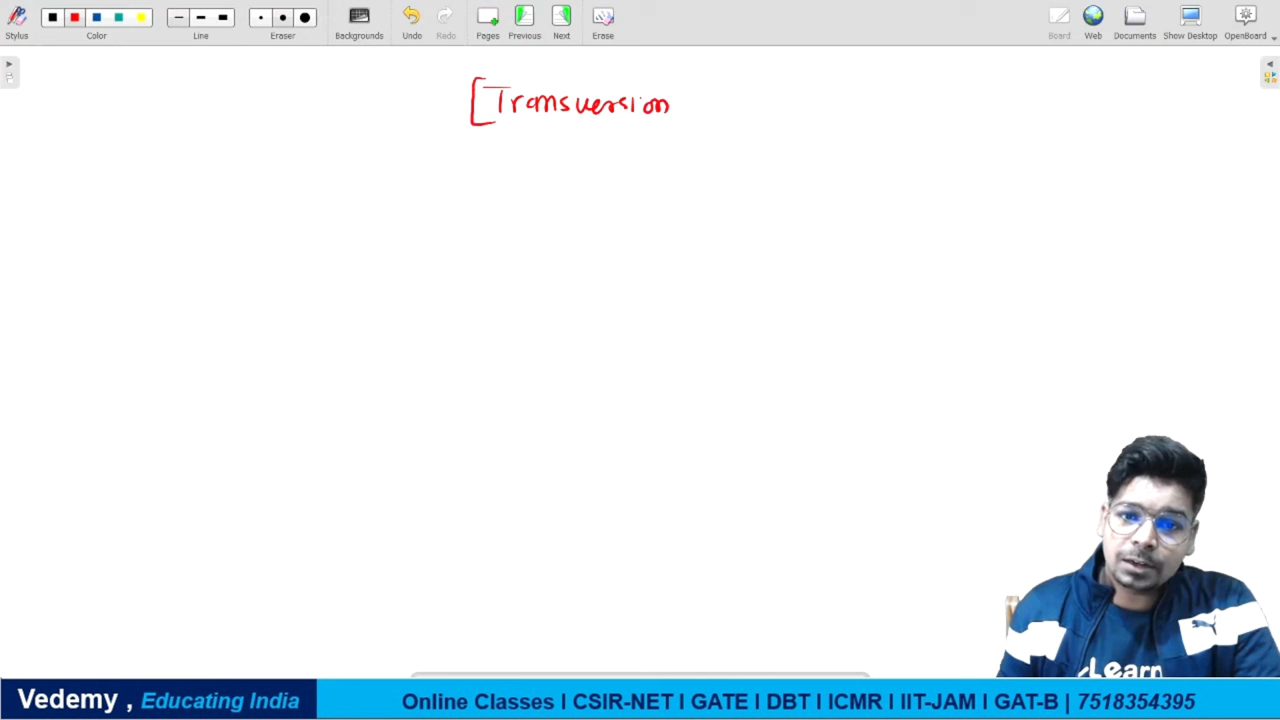 Stylus
Color
Line
Eraser
Backgrounds
Undo
Redo
Pages
Previous
Next
Erase
Board
Web
Documents
Show Desktop
OpenBoard
[Transversion
Learn
Vedemy , Educating India
Online Classes I CSIR-NET I GATE I DBT I ICMR I IIT-JAM I GAT-B | 7518354395